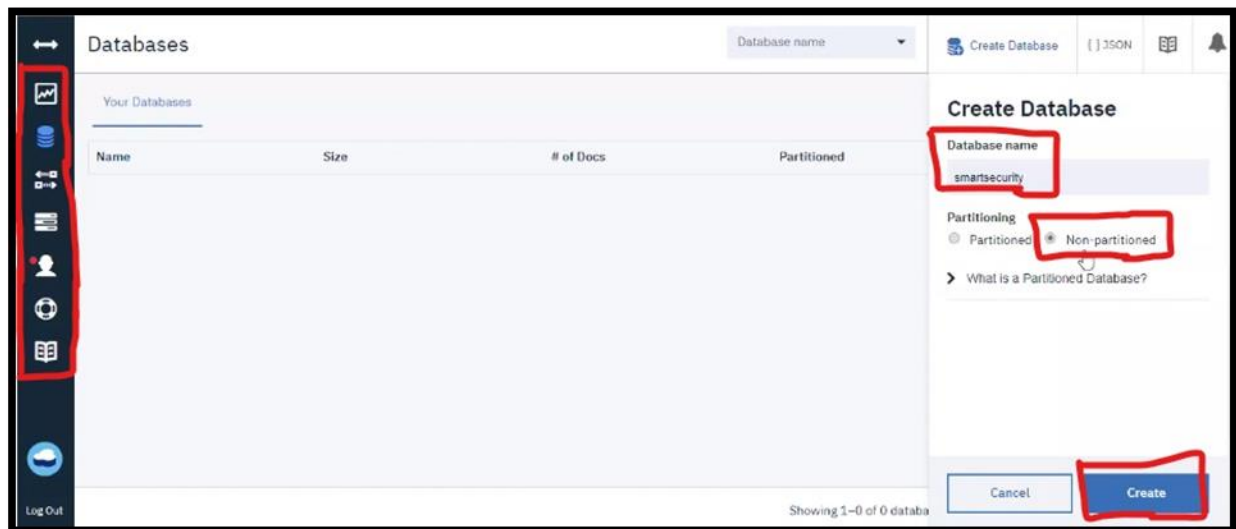 Databases
Database name
Create Database
{ } JSON
Your Databases
Name Size # of Docs Partitioned
Create Database
Database name
smartsecurity
Partitioning
Partitioned Non-partitioned
What is a Partitioned Database?
Cancel Create
Log Out
Showing 1–0 of 0 databa